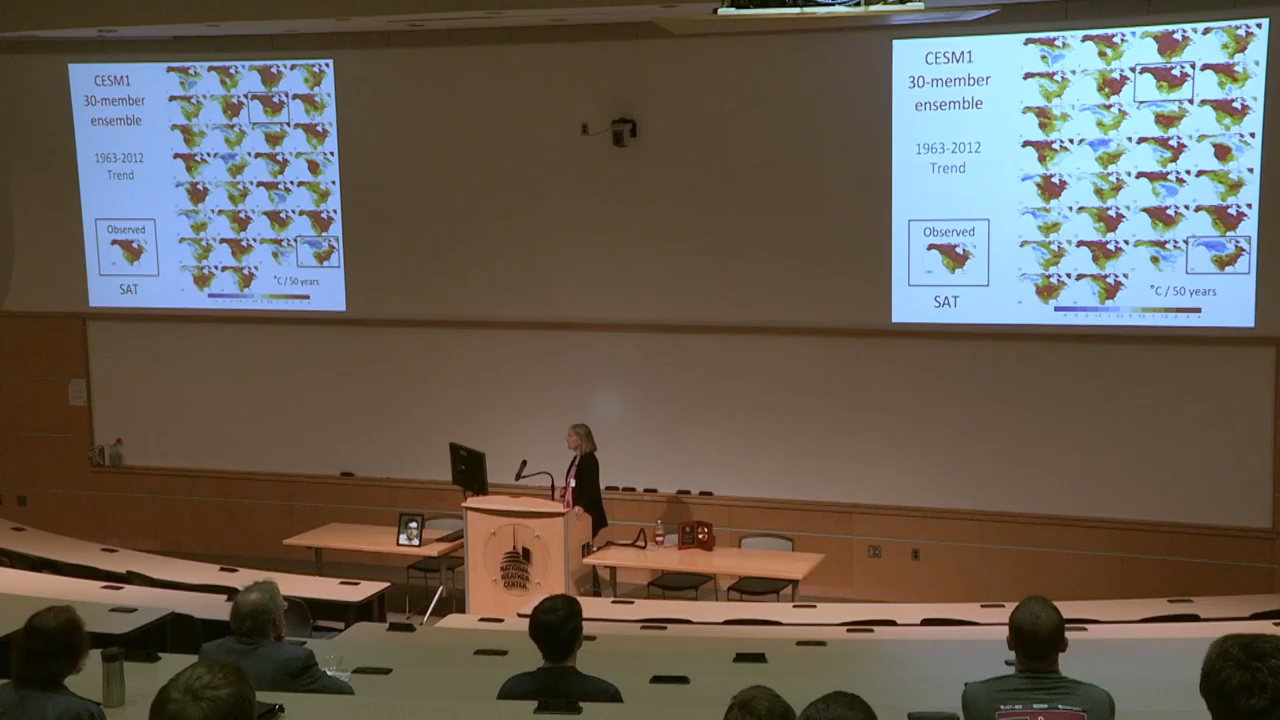 CESM1
30-member
ensemble
1963-2012
Trend
Observed
SAT
°C / 50 years
CESM1
30-member
ensemble
1963-2012
Trend
Observed
SAT
°C / 50 years
NATIONAL
WEATHER
CENTER